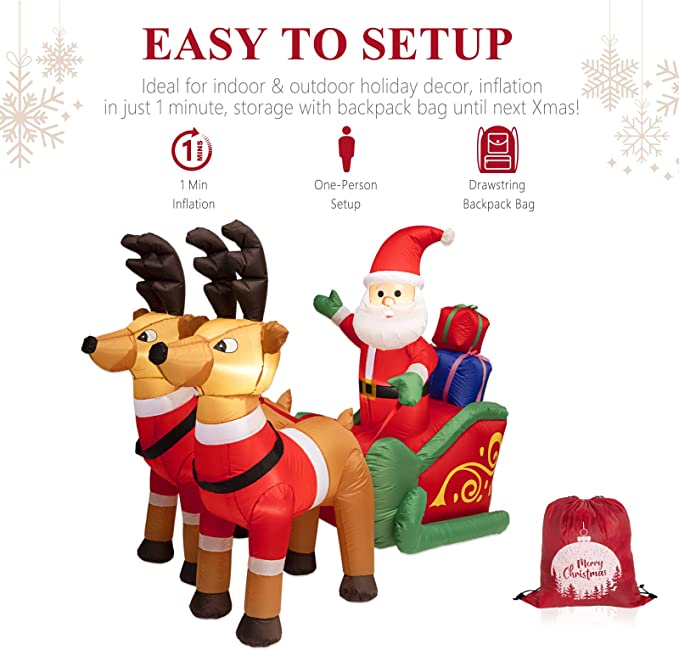 EASY TO SETUP
Ideal for indoor & outdoor holiday decor, inflation
in just 1 minute, storage with backpack bag until next Xmas!
1 MINS
1 Min
Inflation
One-Person
Setup
Drawstring
Backpack Bag
Merry
Christmas